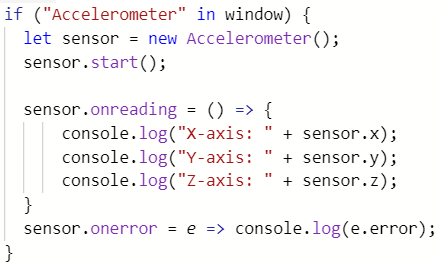 if ("Accelerometer" in window) {
  let sensor = new Accelerometer();
  sensor.start();

  sensor.onreading = () => {
      console.log("X-axis: " + sensor.x);
      console.log("Y-axis: " + sensor.y);
      console.log("Z-axis: " + sensor.z);
  }
  sensor.onerror = e => console.log(e.error);
}